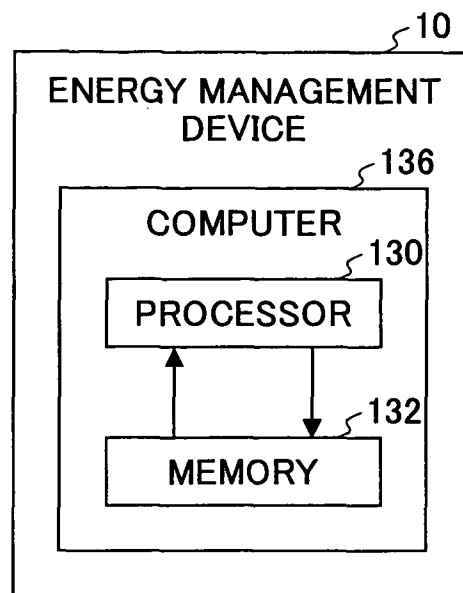 10
ENERGY MANAGEMENT
DEVICE
136
COMPUTER
130
PROCESSOR
132
MEMORY